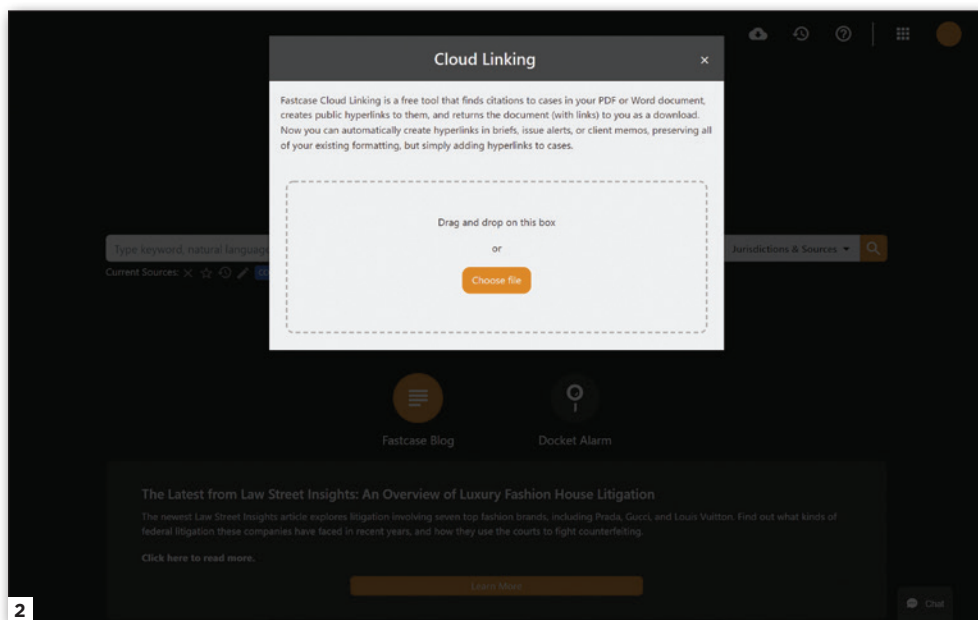 Cloud Linking
×
Fastcase Cloud Linking is a free tool that finds citations to cases in your PDF or Word document,
creates public hyperlinks to them, and returns the document (with links) to you as a download.
Now you can automatically create hyperlinks in briefs, issue alerts, or client memos, preserving all
of your existing formatting, but simply adding hyperlinks to cases.
Drag and drop on this box
or
Choose file
Type keyword, natural language
Jurisdictions & Sources
Current Sources:
Fastcase Blog
Docket Alarm
The Latest from Law Street Insights: An Overview of Luxury Fashion House Litigation
The newest Law Street Insights article explores litigation involving seven top fashion brands, including Prada, Gucci, and Louis Vuitton. Find out what kinds of
federal litigation these companies have faced in recent years, and how they use the courts to fight counterfeiting.
Click here to read more.
Learn More
Chat
2